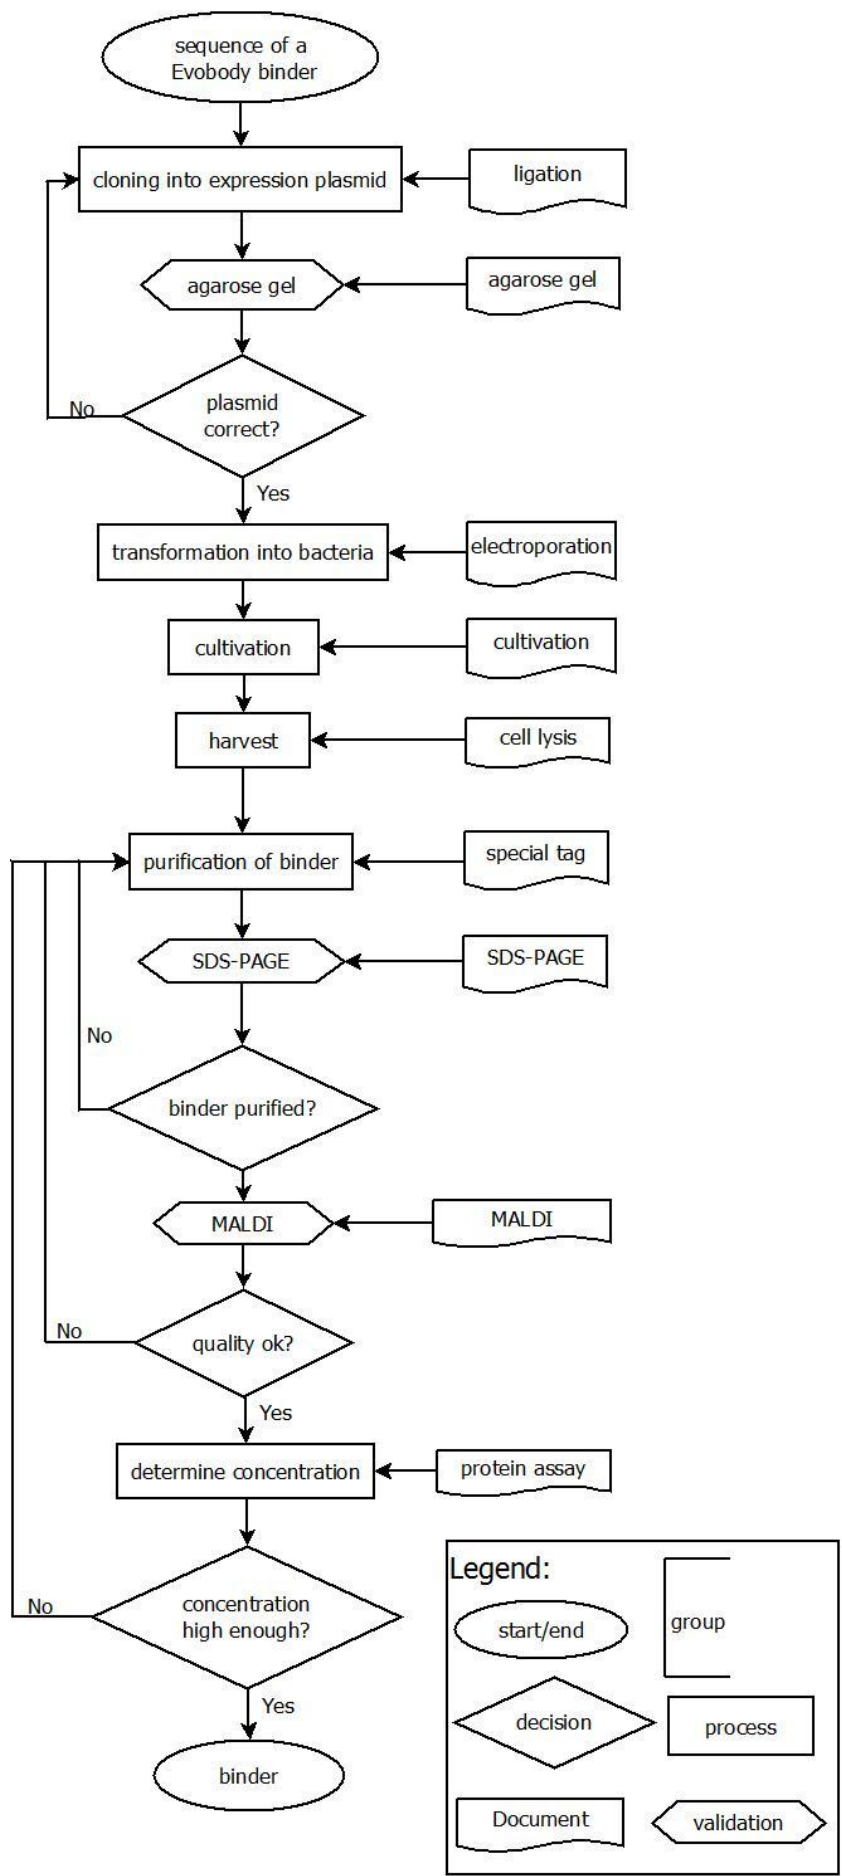 sequence of a
Evobody binder
cloning into expression plasmid
ligation
agarose gel
agarose gel
plasmid
correct?
No
Yes
transformation into bacteria
electroporation
cultivation
cultivation
harvest
cell lysis
purification of binder
special tag
SDS-PAGE
SDS-PAGE
No
binder purified?
MALDI
MALDI
No
quality ok?
Yes
determine concentration
protein assay
concentration
high enough?
No
Yes
binder
Legend:
start/end
group
decision
process
Document
validation